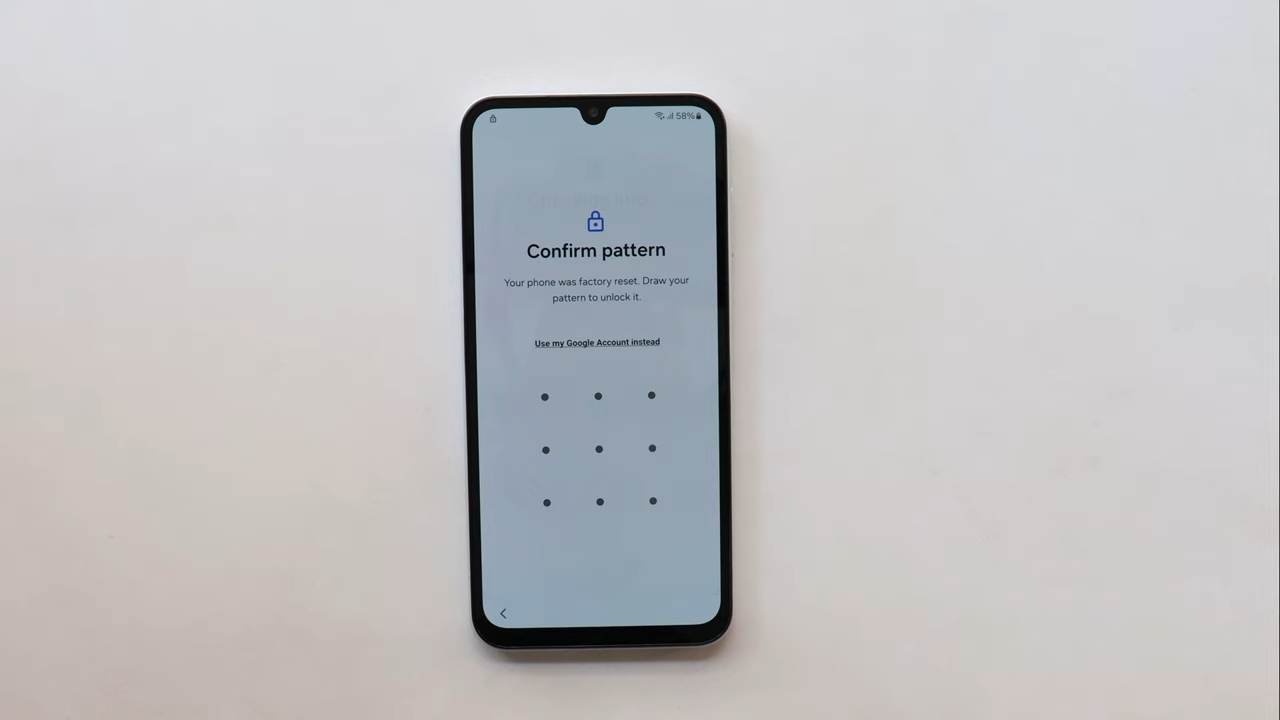 58%
Confirm pattern
Your phone was factory reset. Draw your
pattern to unlock it.
Use my Google Account instead